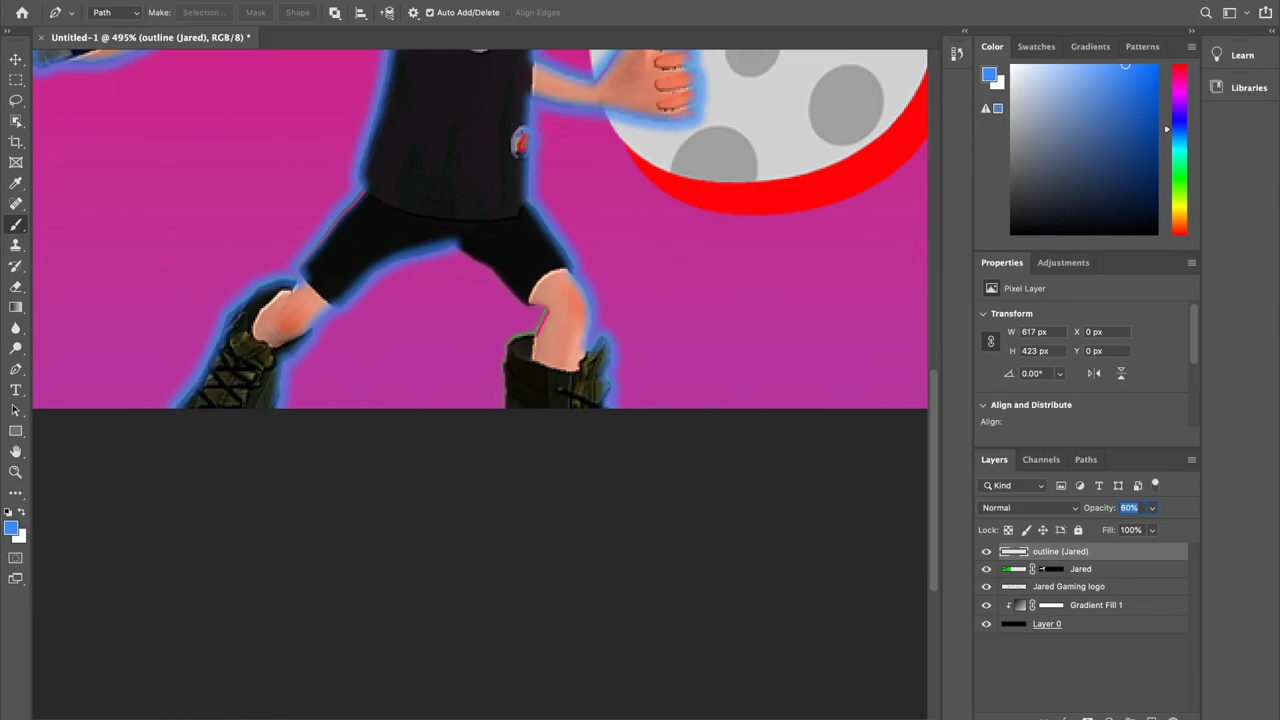 Path Make: Selection... Mask Shape Auto Add/Delete Align Edges
Untitled-1 @ 495% (outline (Jared), RGB/8) *
Color Swatches Gradients Patterns
Learn
Libraries
Properties Adjustments
Pixel Layer
Transform
W 617 px X 0 px
H 423 px Y 0 px
0.00°
Align and Distribute
Align:
Layers Channels Paths
Kind
Normal Opacity: 60%
Lock: Fill: 100%
outline (Jared)
Jared
Jared Gaming logo
Gradient Fill 1
Layer 0